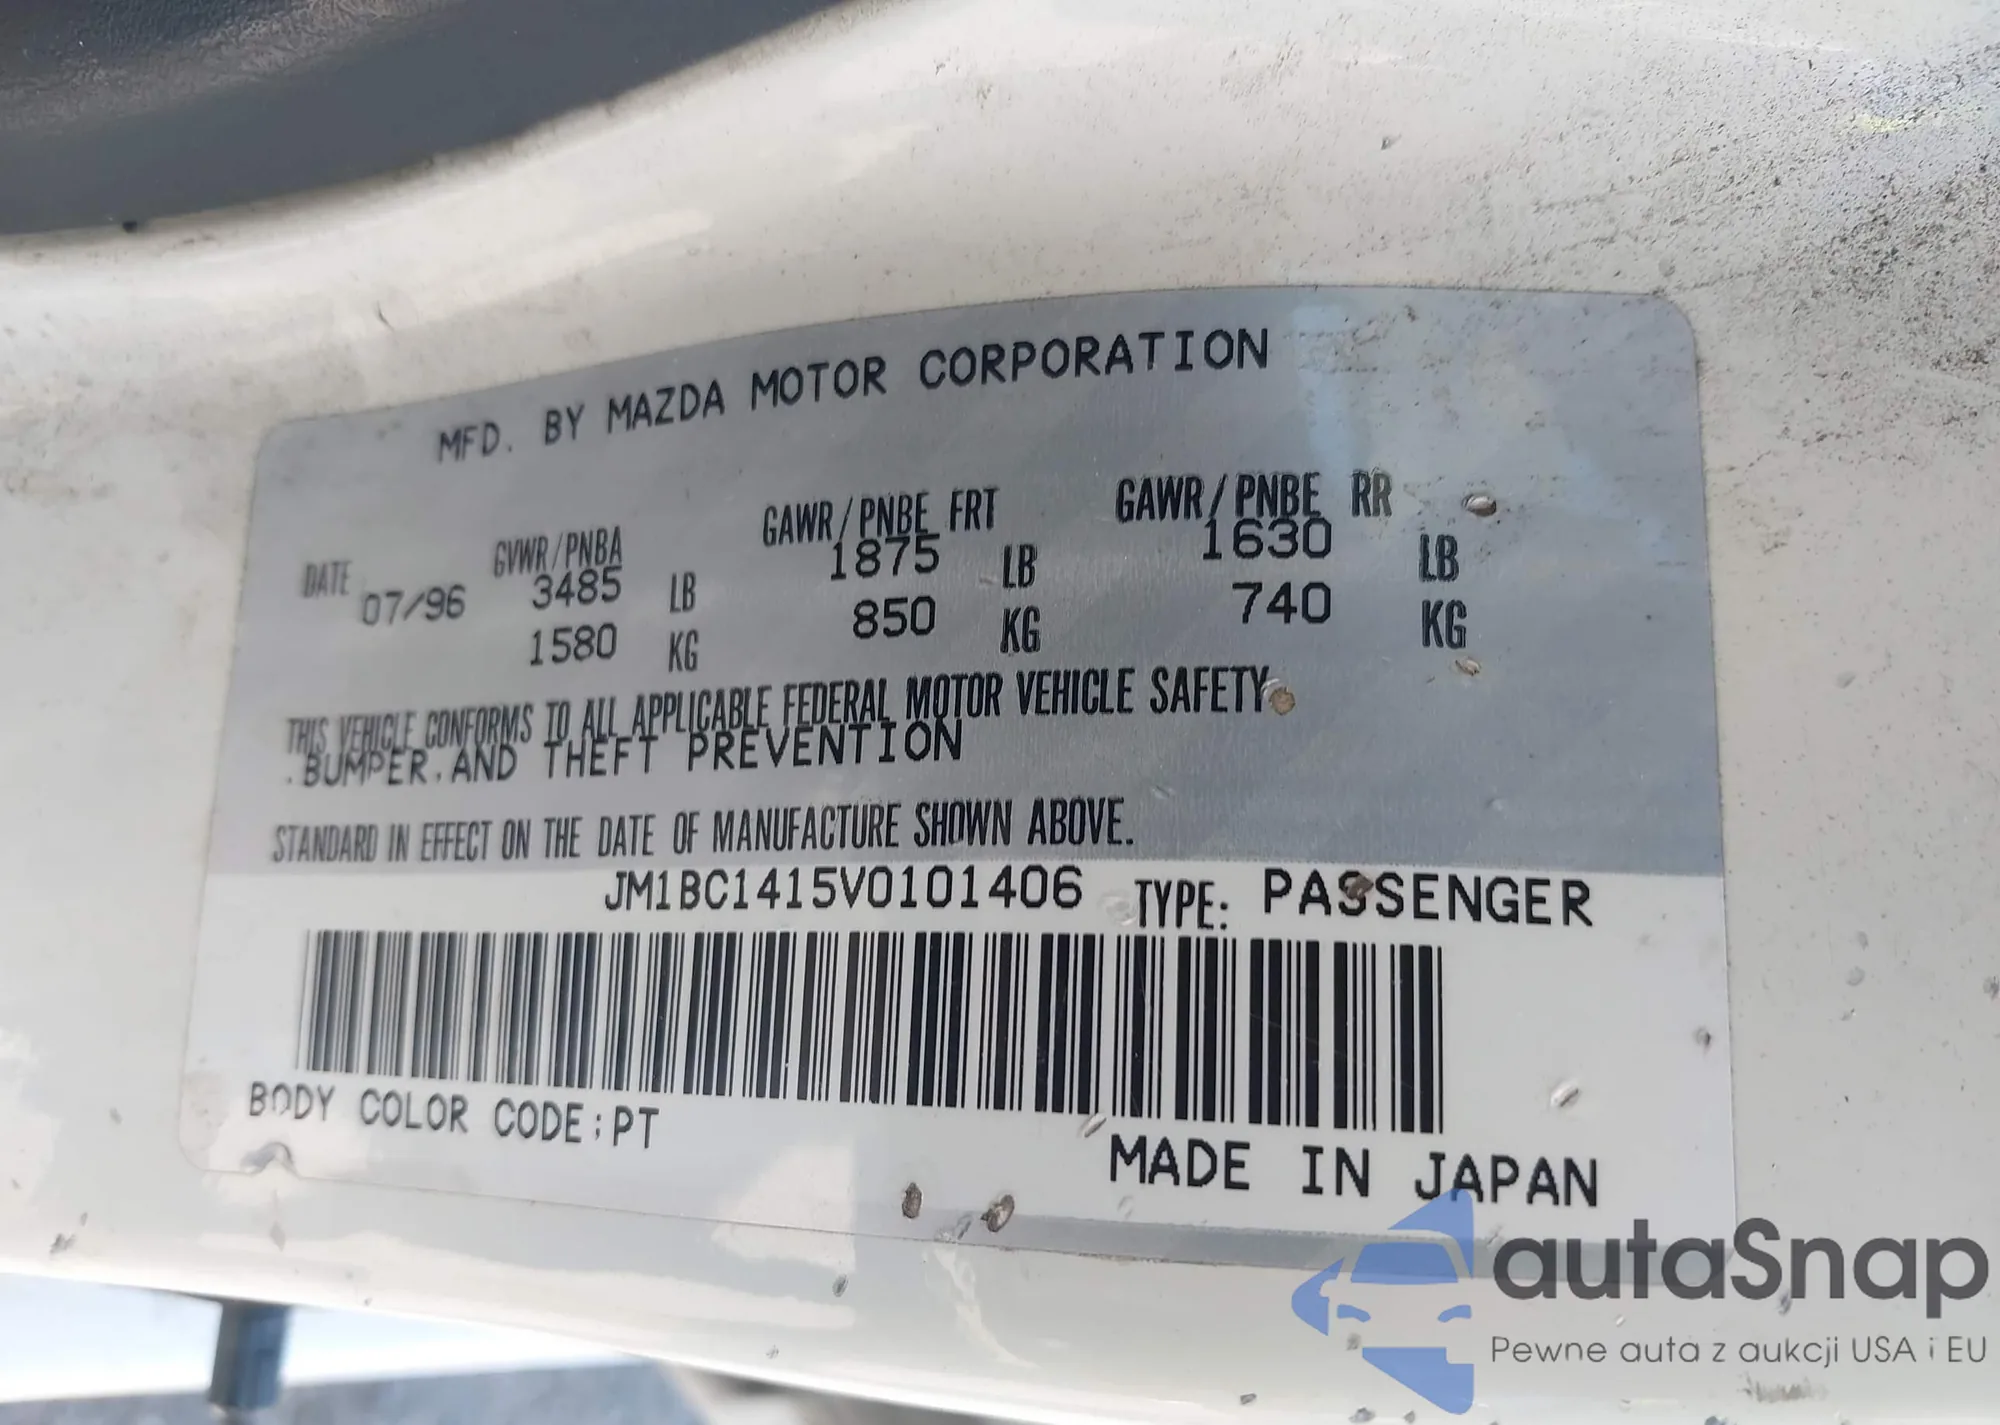 MFD. BY MAZDA MOTOR CORPORATION
DATE 07/96
GVWR/PNBA
3485 LB
1580 KG
GAWR/PNBE FRT
1875 LB
850 KG
GAWR/PNBE RR
1630 LB
740 KG
THIS VEHICLE CONFORMS TO ALL APPLICABLE FEDERAL MOTOR VEHICLE SAFETY
.BUMPER.AND THEFT PREVENTION
STANDARD IN EFFECT ON THE DATE OF MANUFACTURE SHOWN ABOVE.
JM1BC1415V0101406 TYPE: PASSENGER
BODY COLOR CODE;PT
MADE IN JAPAN
autaSnap
Pewne auta z aukcji USA i EU